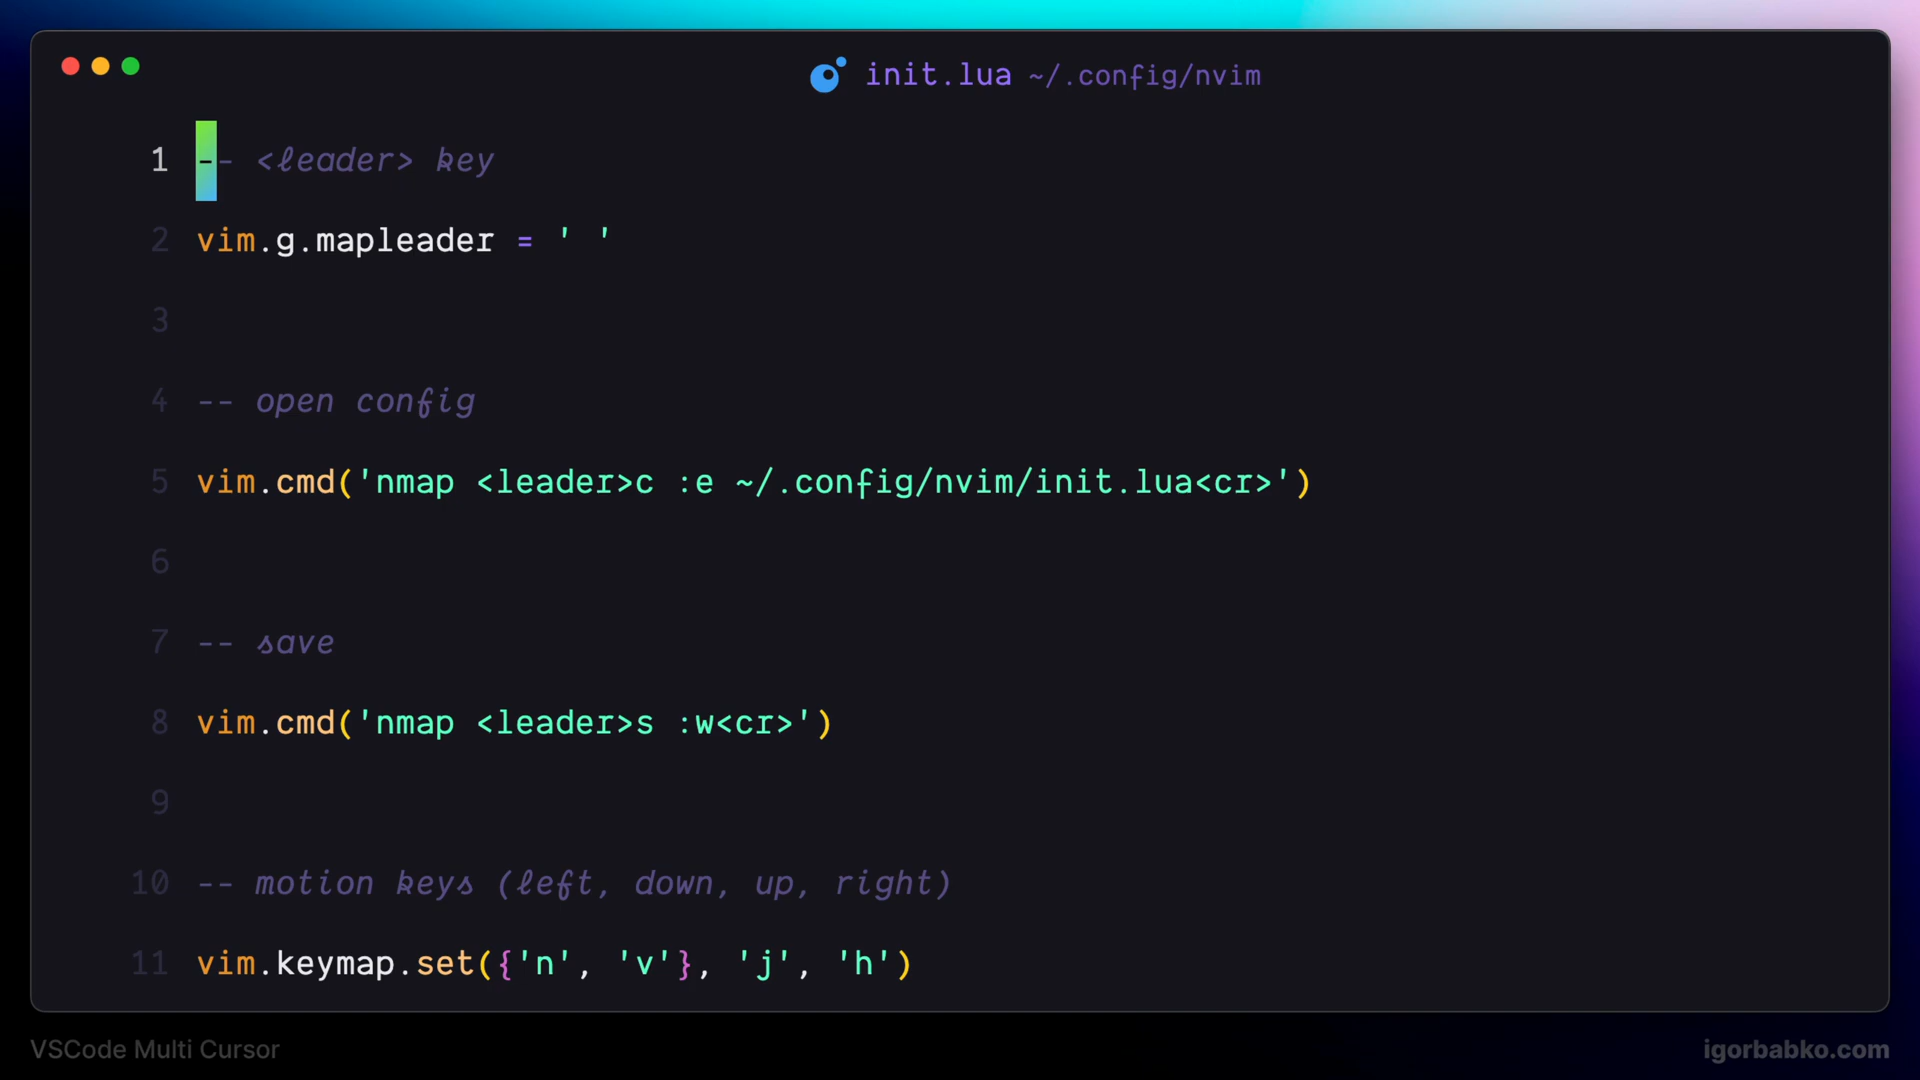 init.lua ~/.config/nvim
1 -- <leader> key
2 vim.g.mapleader = ' '
3
4 -- open config
5 vim.cmd('nmap <leader>c :e ~/.config/nvim/init.lua<cr>')
6
7 -- save
8 vim.cmd('nmap <leader>s :w<cr>')
9
10 -- motion keys (left, down, up, right)
11 vim.keymap.set({'n', 'v'}, 'j', 'h')
VSCode Multi Cursor
igorbabko.com